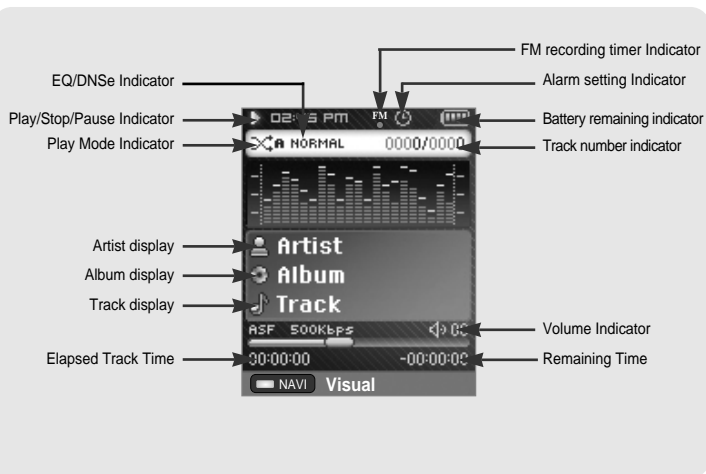 FM recording timer Indicator
EQ/DNSe Indicator
Alarm setting Indicator
Play/Stop/Pause Indicator
PM FM
Battery remaining indicator
Play Mode Indicator
A NORMAL 0000/0000
Track number indicator
Artist display
Artist
Album display
Album
Track display
Track
ASF 500Kbps
Volume Indicator
Elapsed Track Time
00:00:00 -00:00:00
Remaining Time
NAVI Visual